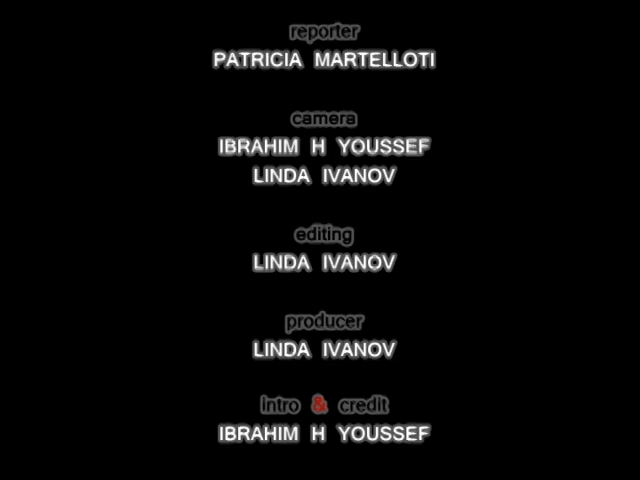 reporter
PATRICIA MARTELLOTI
camera
IBRAHIM H YOUSSEF
LINDA IVANOV
editing
LINDA IVANOV
producer
LINDA IVANOV
intro & credit
IBRAHIM H YOUSSEF